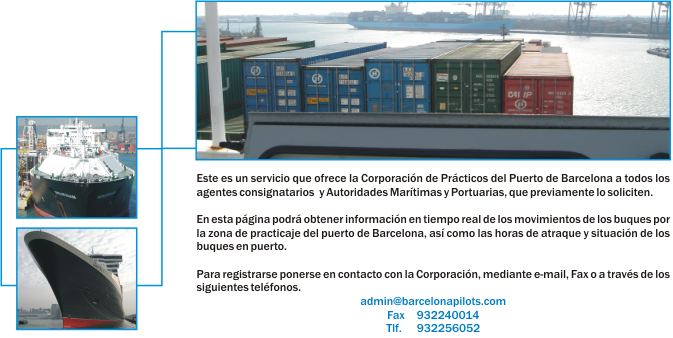 Este es un servicio que ofrece la Corporación de Prácticos del Puerto de Barcelona a todos los
agentes consignatarios y Autoridades Marítimas y Portuarias, que previamente lo soliciten.
En esta página podrá obtener información en tiempo real de los movimientos de los buques por
la zona de practicaje del puerto de Barcelona, así como las horas de atraque y situación de los
buques en puerto.
Para registrarse ponerse en contacto con la Corporación, mediante e-mail, Fax o a través de los
siguientes teléfonos.
admin@barcelonapilots.com
Fax 932240014
Tlf. 932256052